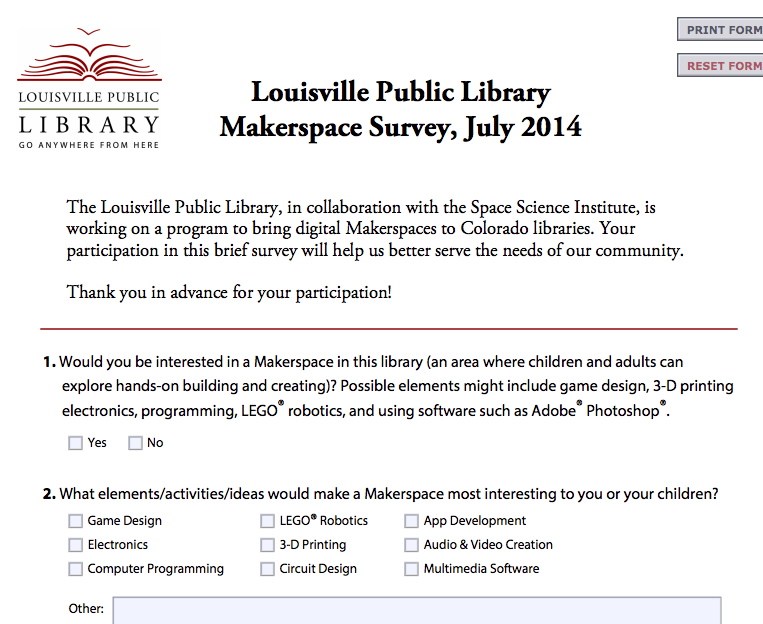 PRINT FORM
RESET FORM
LOUISVILLE PUBLIC
LIBRARY
GO ANYWHERE FROM HERE
Louisville Public Library
Makerspace Survey, July 2014
The Louisville Public Library, in collaboration with the Space Science Institute, is
working on a program to bring digital Makerspaces to Colorado libraries. Your
participation in this brief survey will help us better serve the needs of our community.
Thank you in advance for your participation!
1. Would you be interested in a Makerspace in this library (an area where children and adults can
explore hands-on building and creating)? Possible elements might include game design, 3-D printing
electronics, programming, LEGO® robotics, and using software such as Adobe® Photoshop®.
Yes No
2. What elements/activities/ideas would make a Makerspace most interesting to you or your children?
Game Design LEGO® Robotics App Development
Electronics 3-D Printing Audio & Video Creation
Computer Programming Circuit Design Multimedia Software
Other: